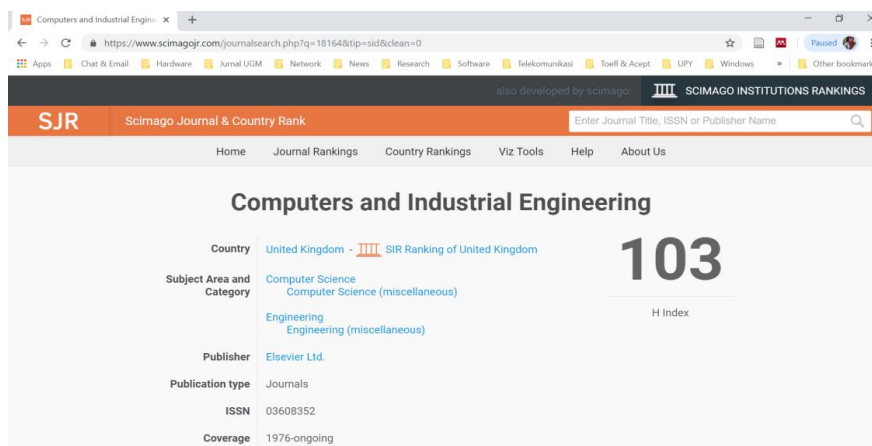 SJR Computers and Industrial Engine × +
https://www.scimagojr.com/journalsearch.php?q=18164&tip=sid&clean=0 Paused
Apps Chat & Email Hardware Jurnal UGM Network News Research Software Telekomunikasi Toefl & Acept UPY Windows » Other bookmark
also developed by scimago: SCIMAGO INSTITUTIONS RANKINGS
SJR Scimago Journal & Country Rank Enter Journal Title, ISSN or Publisher Name
Home Journal Rankings Country Rankings Viz Tools Help About Us
Computers and Industrial Engineering
Country United Kingdom - SIR Ranking of United Kingdom
Subject Area and Category
Computer Science
Computer Science (miscellaneous)
Engineering
Engineering (miscellaneous)
Publisher Elsevier Ltd.
Publication type Journals
ISSN 03608352
Coverage 1976-ongoing
103
H Index